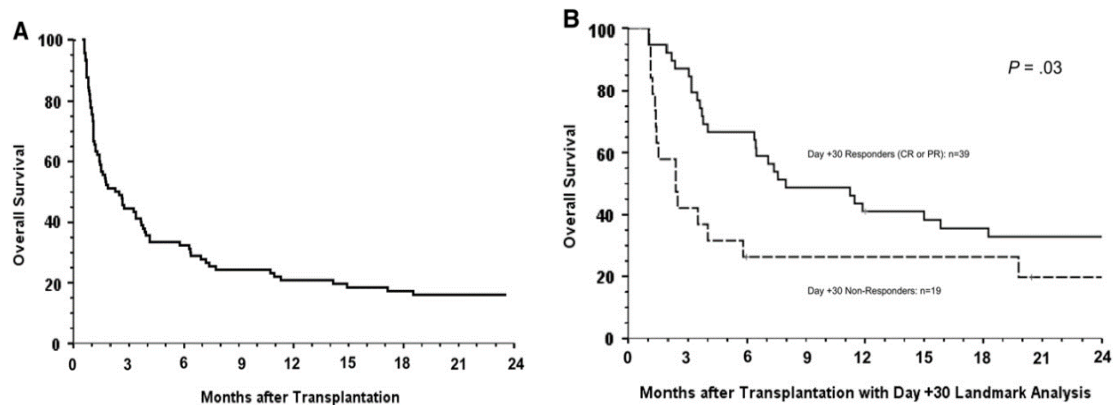 A
100
80
60
40
20
0
Overall Survival
0 3 6 9 12 15 18 21 24
Months after Transplantation
B
100
80
60
40
20
0
Overall Survival
P = .03
Day +30 Responders (CR or PR): n=39
Day +30 Non-Responders: n=19
0 3 6 9 12 15 18 21 24
Months after Transplantation with Day +30 Landmark Analysis